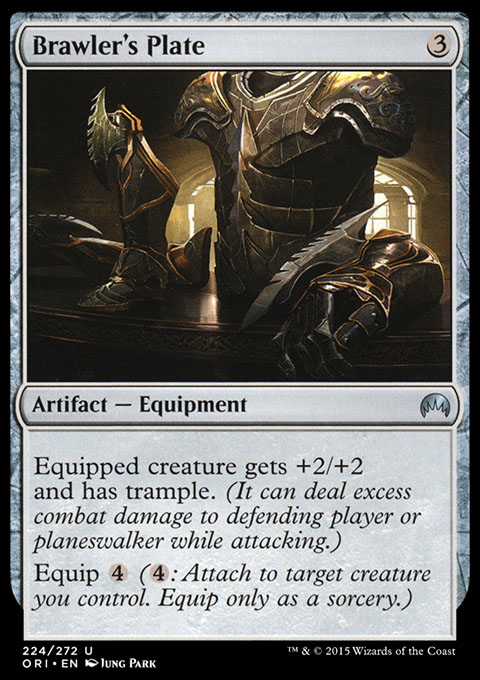 Brawler's Plate 3
Artifact — Equipment
Equipped creature gets +2/+2
and has trample. (It can deal excess
combat damage to defending player or
planeswalker while attacking.)
Equip 4 (4: Attach to target creature
you control. Equip only as a sorcery.)
224/272 U
ORI • EN Jung Park
™ & © 2015 Wizards of the Coast